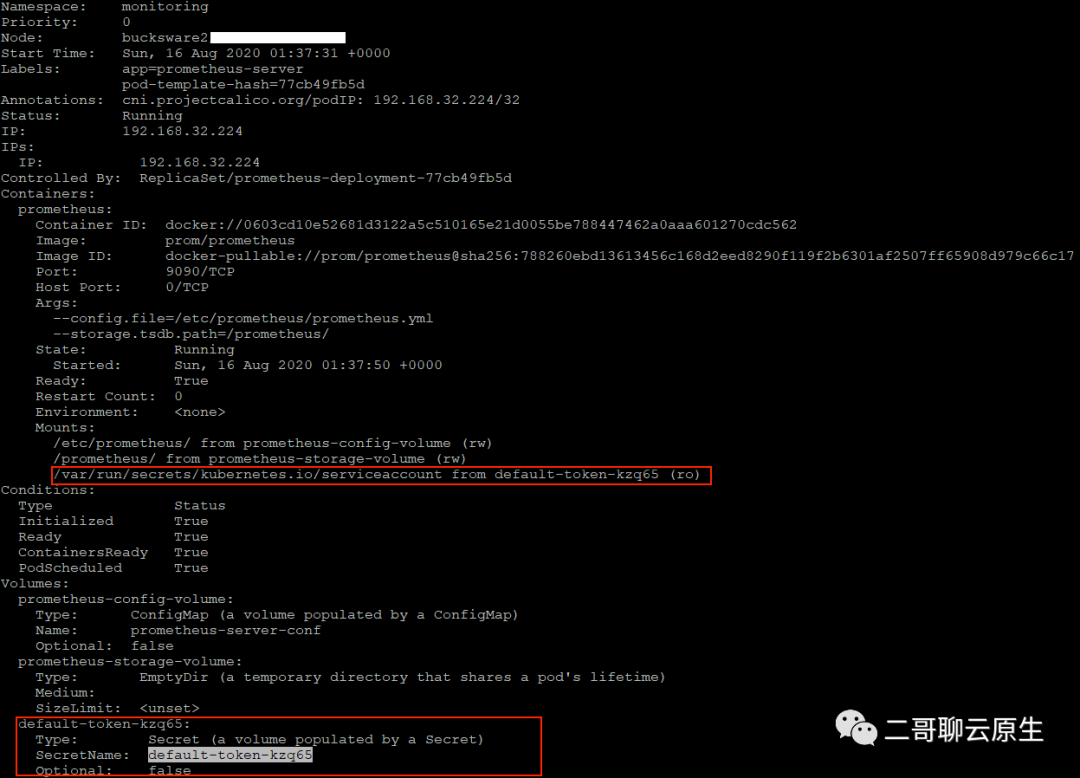 Namespace:    monitoring
Priority:     0
Node:         bucksware2
Start Time:   Sun, 16 Aug 2020 01:37:31 +0000
Labels:       app=prometheus-server
              pod-template-hash=77cb49fb5d
Annotations:  cni.projectcalico.org/podIP: 192.168.32.224/32
Status:       Running
IP:           192.168.32.224
IPs:
  IP:           192.168.32.224
Controlled By:  ReplicaSet/prometheus-deployment-77cb49fb5d
Containers:
  prometheus:
    Container ID:  docker://0603cd10e52681d3122a5c510165e21d0055be788447462a0aaa601270cdc562
    Image:         prom/prometheus
    Image ID:      docker-pullable://prom/prometheus@sha256:788260ebd13613456c168d2eed8290f119f2b6301af2507ff65908d979c66c17
    Port:          9090/TCP
    Host Port:     0/TCP
    Args:
      --config.file=/etc/prometheus/prometheus.yml
      --storage.tsdb.path=/prometheus/
    State:          Running
      Started:      Sun, 16 Aug 2020 01:37:50 +0000
    Ready:          True
    Restart Count:  0
    Environment:    <none>
    Mounts:
      /etc/prometheus/ from prometheus-config-volume (rw)
      /prometheus/ from prometheus-storage-volume (rw)
      /var/run/secrets/kubernetes.io/serviceaccount from default-token-kzq65 (ro)
Conditions:
  Type              Status
  Initialized       True
  Ready             True
  ContainersReady   True
  PodScheduled      True
Volumes:
  prometheus-config-volume:
    Type:      ConfigMap (a volume populated by a ConfigMap)
    Name:      prometheus-server-conf
    Optional:  false
  prometheus-storage-volume:
    Type:       EmptyDir (a temporary directory that shares a pod's lifetime)
    Medium:
    SizeLimit:  <unset>
  default-token-kzq65:
    Type:        Secret (a volume populated by a Secret)
    SecretName:  default-token-kzq65
    Optional:    false
二哥聊云原生